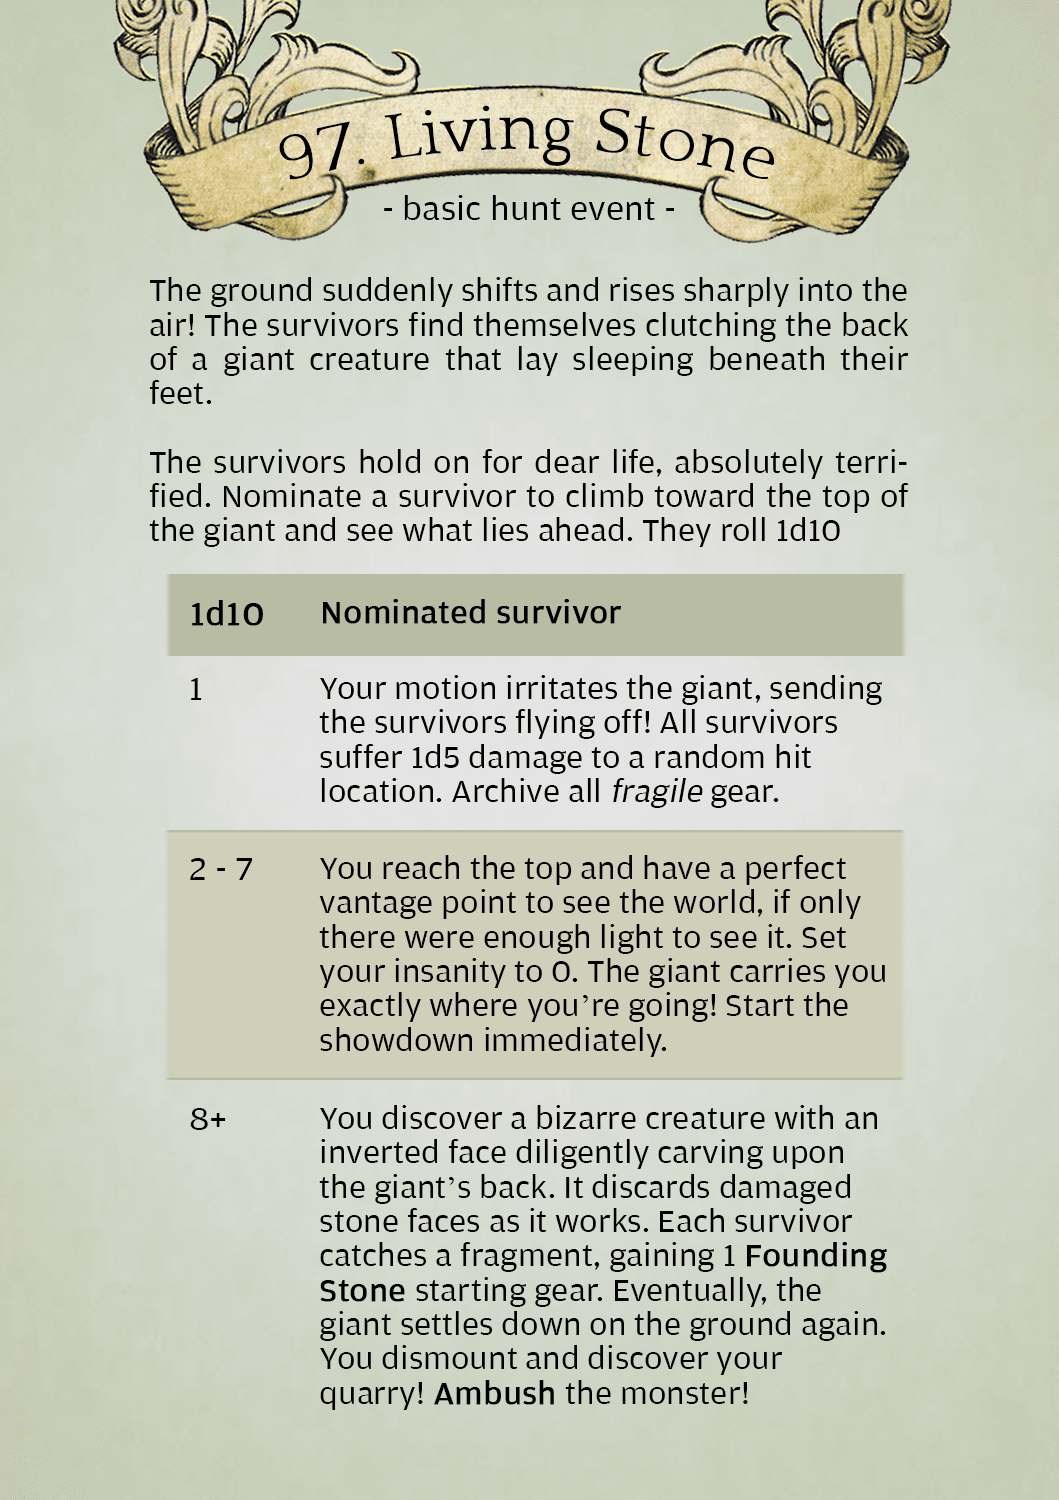 97. Living Stone
- basic hunt event -
The ground suddenly shifts and rises sharply into the
air! The survivors find themselves clutching the back
of a giant creature that lay sleeping beneath their
feet.
The survivors hold on for dear life, absolutely terri-
fied. Nominate a survivor to climb toward the top of
the giant and see what lies ahead. They roll 1d10
1d10 Nominated survivor
1 Your motion irritates the giant, sending
the survivors flying off! All survivors
suffer 1d5 damage to a random hit
location. Archive all fragile gear.
2 - 7 You reach the top and have a perfect
vantage point to see the world, if only
there were enough light to see it. Set
your insanity to 0. The giant carries you
exactly where you're going! Start the
showdown immediately.
8+ You discover a bizarre creature with an
inverted face diligently carving upon
the giant's back. It discards damaged
stone faces as it works. Each survivor
catches a fragment, gaining 1 Founding
Stone starting gear. Eventually, the
giant settles down on the ground again.
You dismount and discover your
quarry! Ambush the monster!